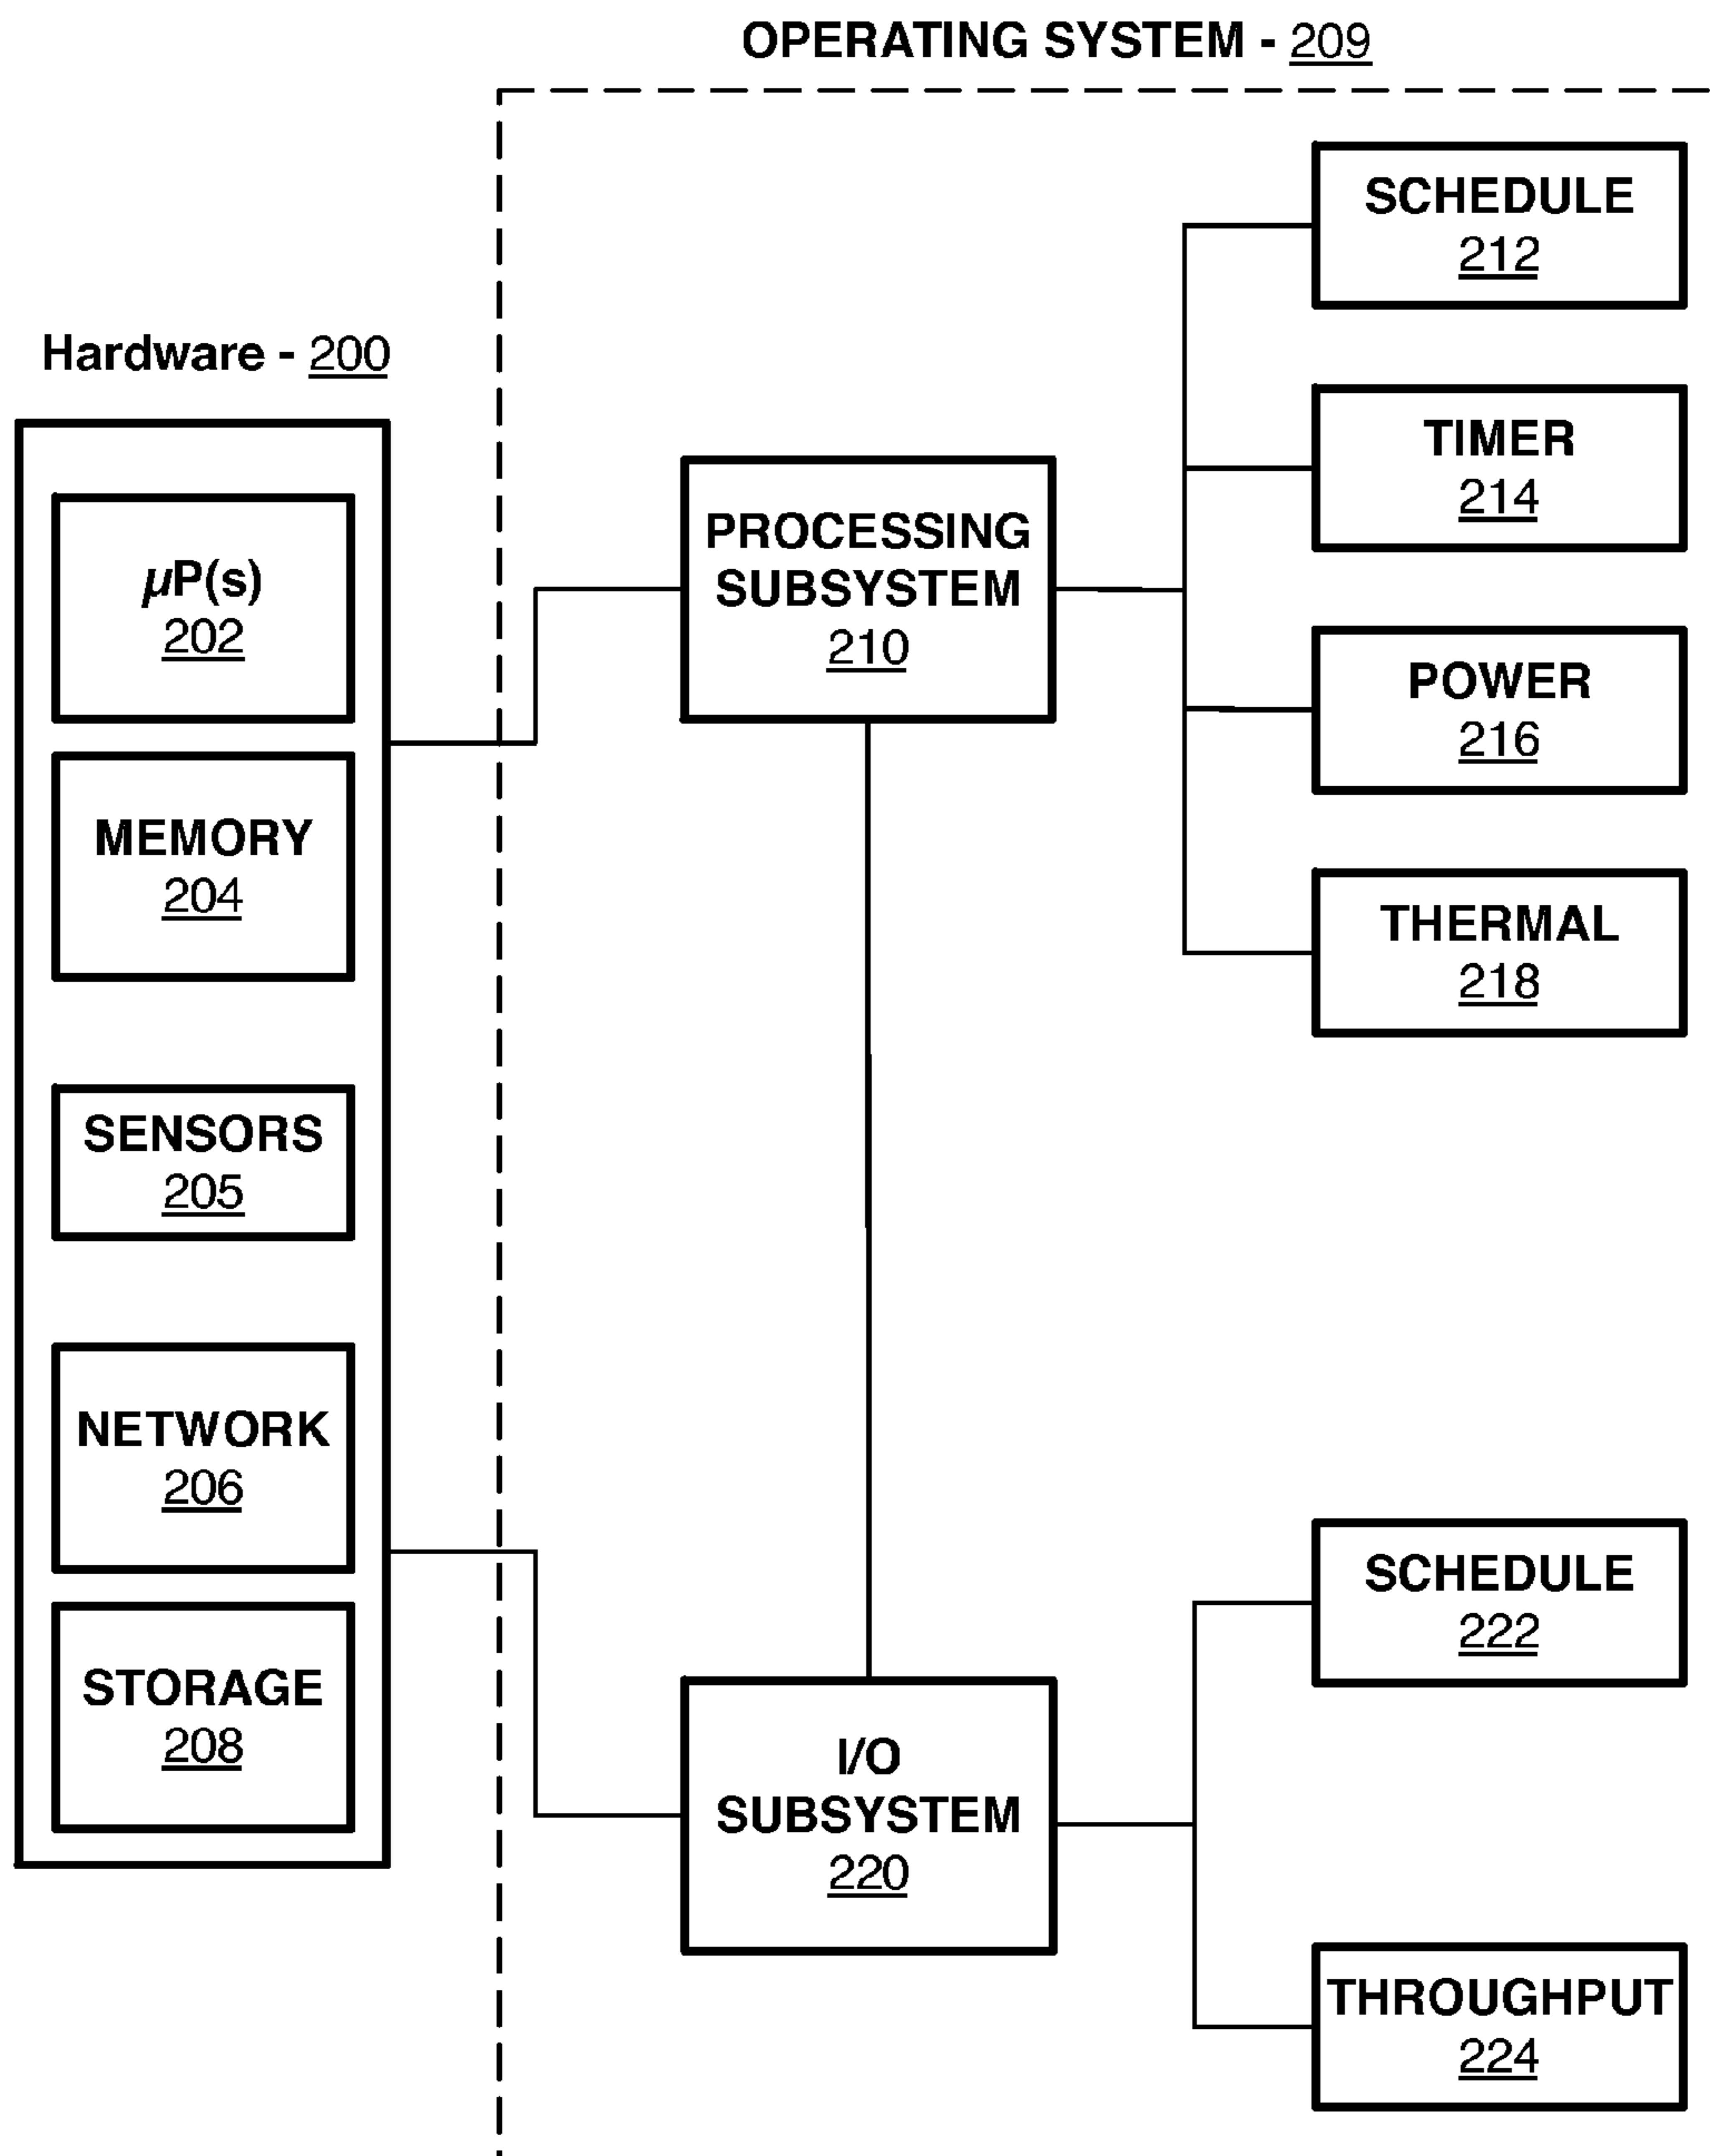 OPERATING SYSTEM - 209
Hardware - 200
µP(s)
202
MEMORY
204
SENSORS
205
NETWORK
206
STORAGE
208
PROCESSING
SUBSYSTEM
210
I/O
SUBSYSTEM
220
SCHEDULE
212
TIMER
214
POWER
216
THERMAL
218
SCHEDULE
222
THROUGHPUT
224